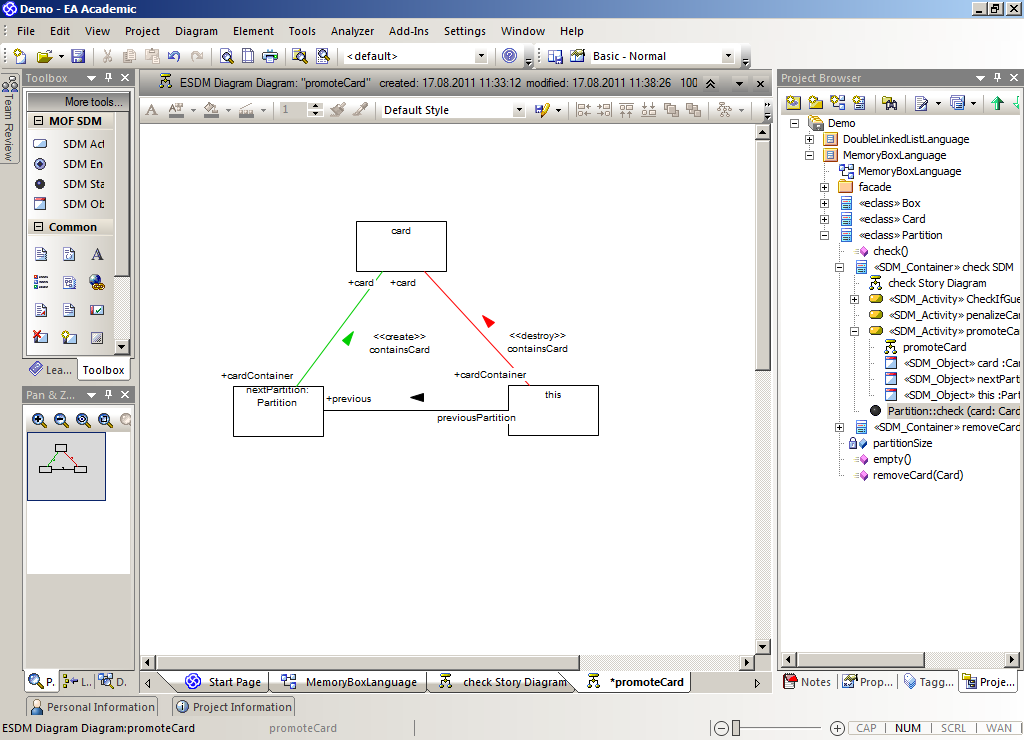 Demo - EA Academic
File Edit View Project Diagram Element Tools Analyzer Add-Ins Settings Window Help
<default> Basic - Normal
Team Review
Toolbox
More tools...
MOF SDM
SDM Act
SDM En
SDM Sta
SDM Ob
Common
Lea... Toolbox
Pan & Z...
P. L.. D.
ESDM Diagram Diagram: "promoteCard" created: 17.08.2011 11:33:12 modified: 17.08.2011 11:38:26 100
1 Default Style
card
+card +card
<<create>>
containsCard
<<destroy>>
containsCard
+cardContainer
+cardContainer
nextPartition:
Partition
+previous
this
previousPartition
Start Page MemoryBoxLanguage check Story Diagram *promoteCard
Project Browser
Demo
DoubleLinkedListLanguage
MemoryBoxLanguage
MemoryBoxLanguage
facade
«eclass» Box
«eclass» Card
«eclass» Partition
check()
«SDM_Container» check SDM
check Story Diagram
«SDM_Activity» CheckIfGue
«SDM_Activity» penalizeCar
«SDM_Activity» promoteCa
promoteCard
«SDM_Object» card :Car
«SDM_Object» nextPart
«SDM_Object» this :Part
Partition::check (card: Card
«SDM_Container» removeCard
partitionSize
empty()
removeCard(Card)
Notes Prop... Tagg... Proje...
Personal Information Project Information
ESDM Diagram Diagram:promoteCard promoteCard CAP NUM SCRL WAN